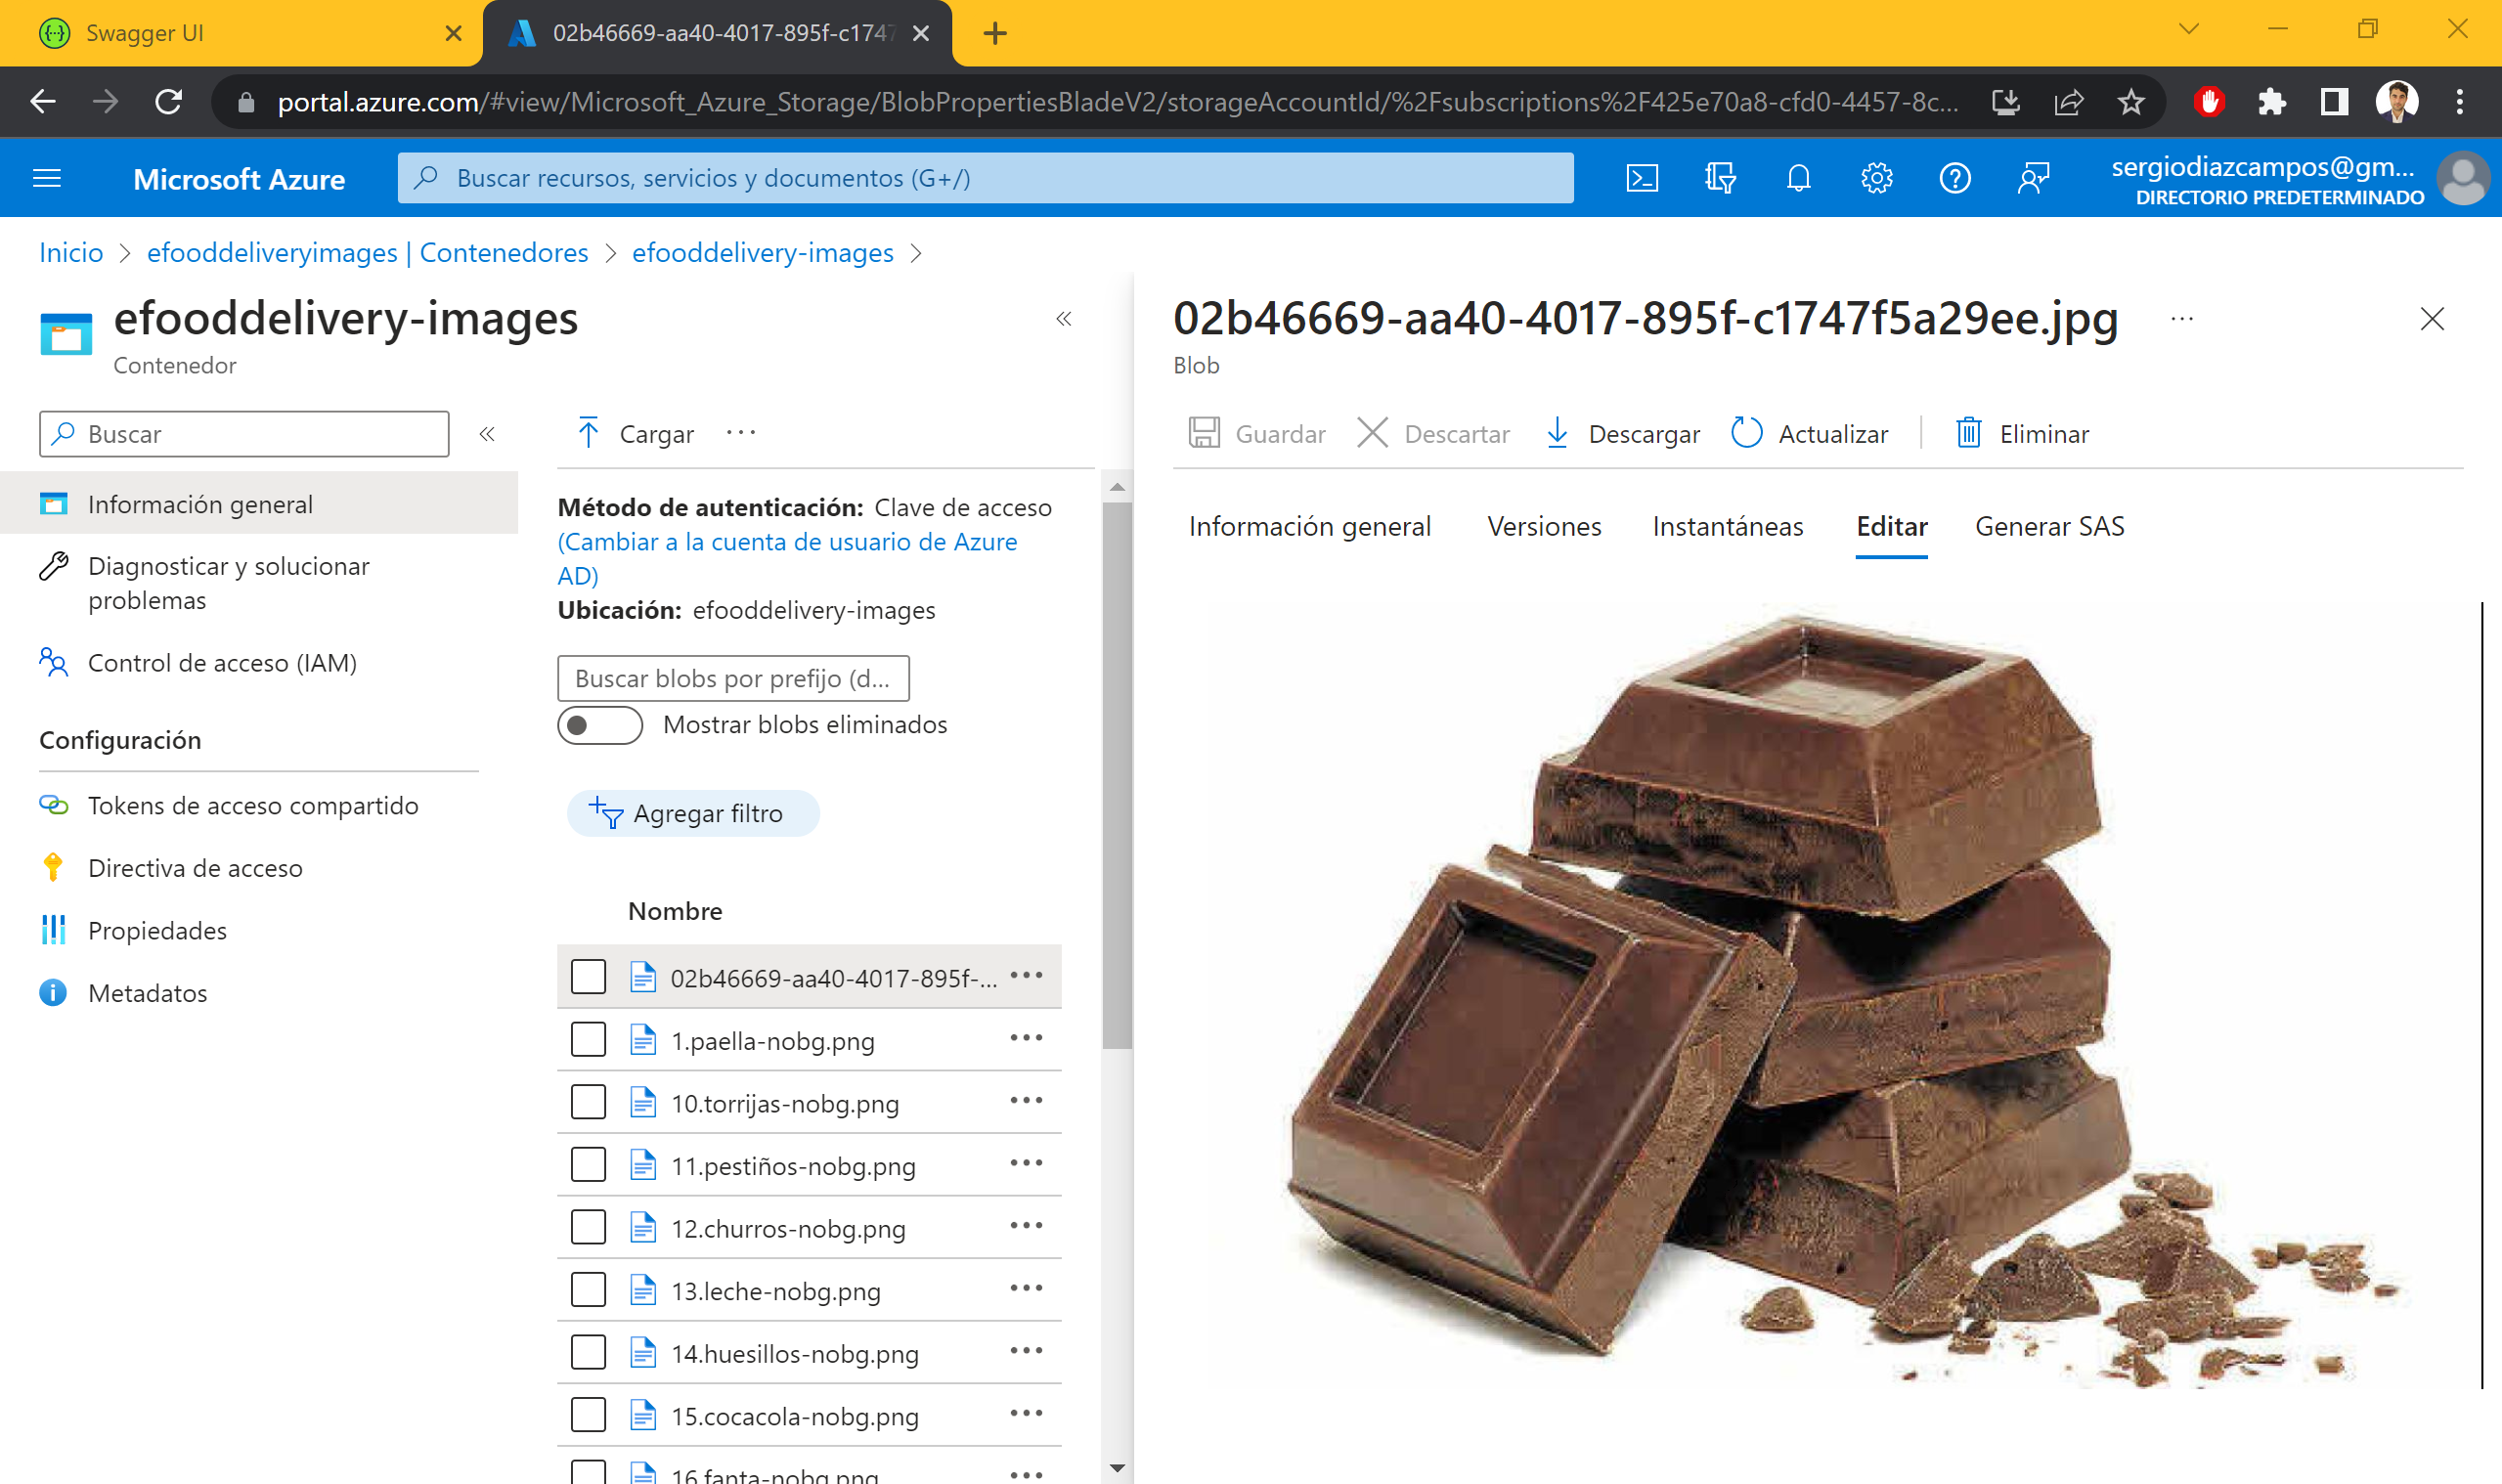 Swagger UI
02b46669-aa40-4017-895f-c1747
portal.azure.com/#view/Microsoft_Azure_Storage/BlobPropertiesBladeV2/storageAccountId/%2Fsubscriptions%2F425e70a8-cfd0-4457-8c...
Microsoft Azure
Buscar recursos, servicios y documentos (G+/)
sergiodiazcampos@gm...
DIRECTORIO PREDETERMINADO
Inicio > efooddeliveryimages | Contenedores > efooddelivery-images >
efooddelivery-images
Contenedor
Buscar
Información general
Diagnosticar y solucionar
problemas
Control de acceso (IAM)
Configuración
Tokens de acceso compartido
Directiva de acceso
Propiedades
Metadatos
Cargar
Método de autenticación: Clave de acceso
(Cambiar a la cuenta de usuario de Azure
AD)
Ubicación: efooddelivery-images
Buscar blobs por prefijo (d...
Mostrar blobs eliminados
Agregar filtro
Nombre
02b46669-aa40-4017-895f-...
1.paella-nobg.png
10.torrijas-nobg.png
11.pestiños-nobg.png
12.churros-nobg.png
13.leche-nobg.png
14.huesillos-nobg.png
15.cocacola-nobg.png
16.fanta-nobg.png
02b46669-aa40-4017-895f-c1747f5a29ee.jpg
Blob
Guardar
Descartar
Descargar
Actualizar
Eliminar
Información general
Versiones
Instantáneas
Editar
Generar SAS